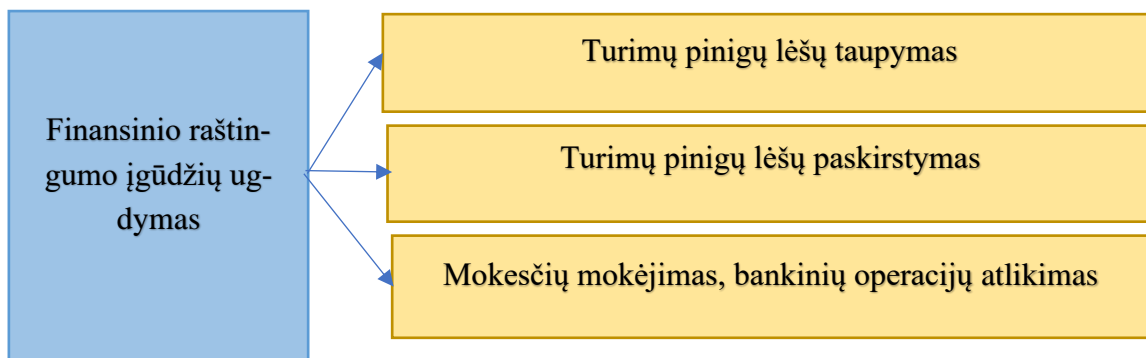 Finansinio raštin-
gumo įgūdžių ug-
dymas
Turimų pinigų lėšų taupymas
Turimų pinigų lėšų paskirstymas
Mokesčių mokėjimas, bankinių operacijų atlikimas